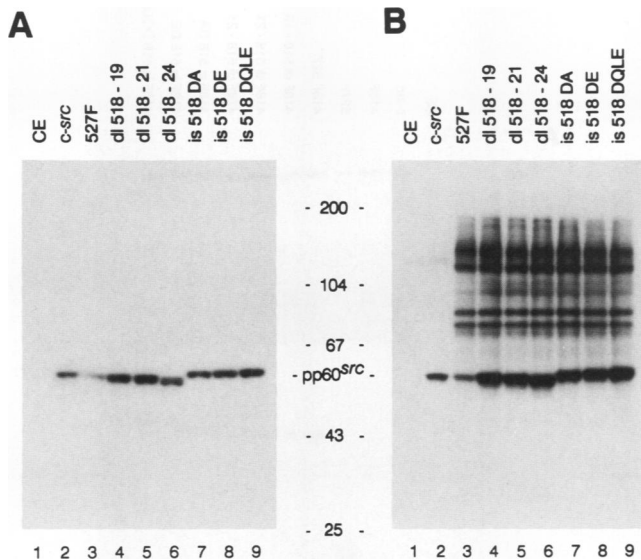 A
CE
c-src
527F
dl 518 - 19
dl 518 - 21
dl 518 - 24
is 518 DA
is 518 DE
is 518 DQLE
B
CE
c-src
527F
dl 518 - 19
dl 518 - 21
dl 518 - 24
is 518 DA
is 518 DE
is 518 DQLE
- 200 -
- 104 -
- 67 -
- pp60src -
- 43 -
- 25 -
1 2 3 4 5 6 7 8 9
1 2 3 4 5 6 7 8 9